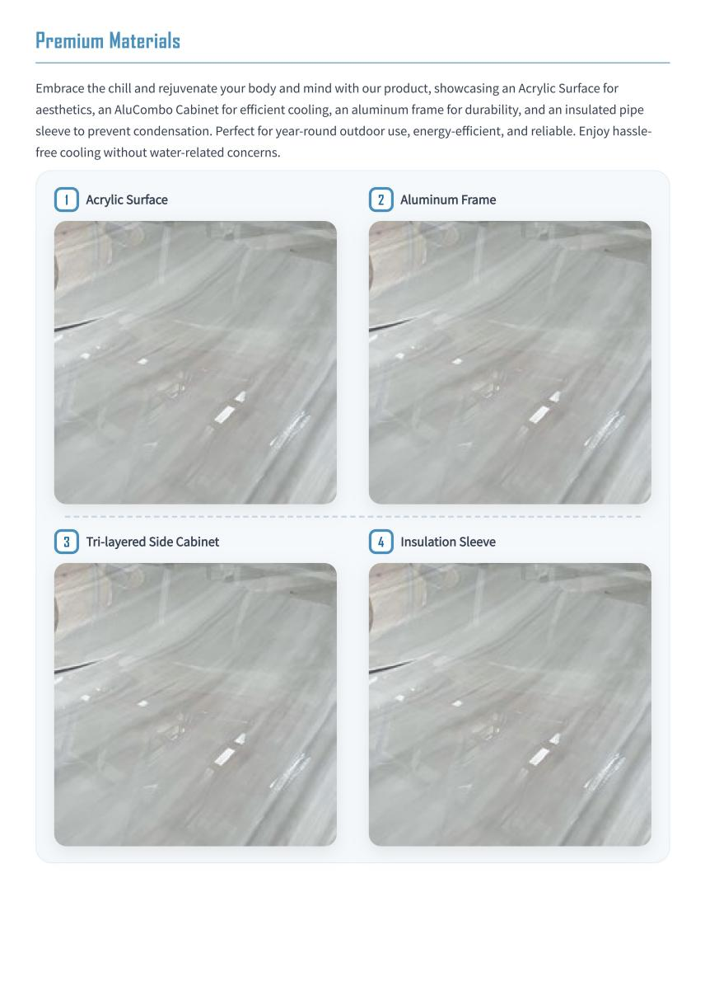 Premium Materials
Embrace the chill and rejuvenate your body and mind with our product, showcasing an Acrylic Surface for
aesthetics, an AluCombo Cabinet for efficient cooling, an aluminum frame for durability, and an insulated pipe
sleeve to prevent condensation. Perfect for year-round outdoor use, energy-efficient, and reliable. Enjoy hassle-
free cooling without water-related concerns.
1 Acrylic Surface
2 Aluminum Frame
3 Tri-layered Side Cabinet
4 Insulation Sleeve